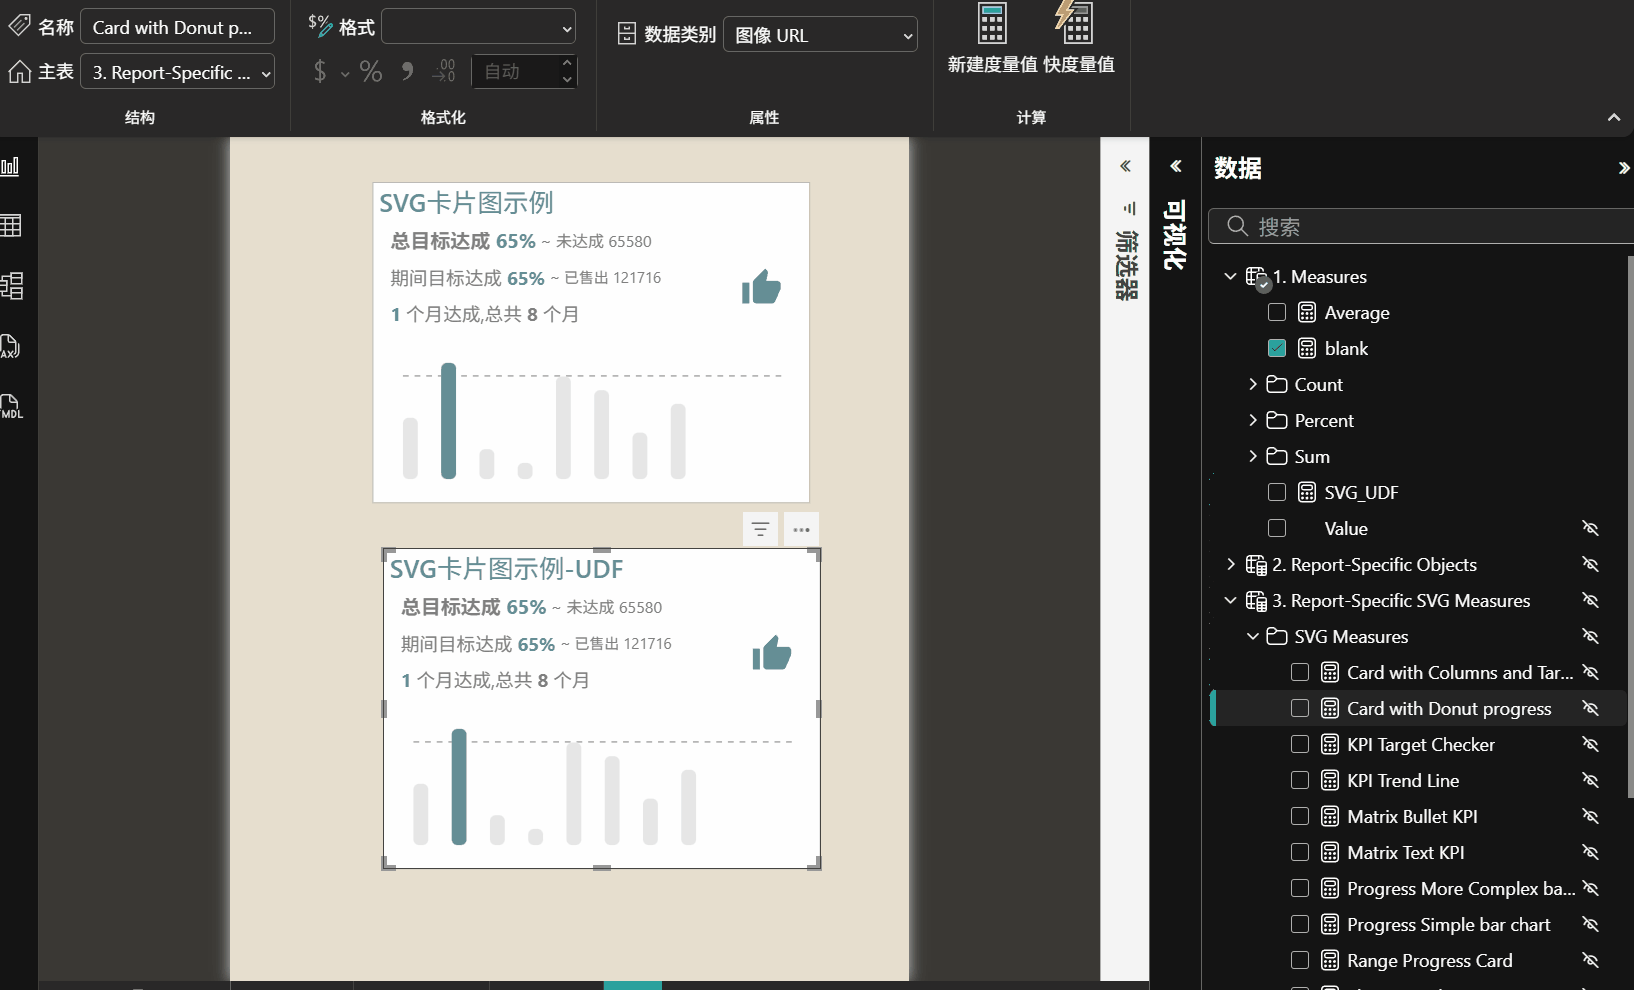 名称 Card with Donut p...
主表 3. Report-Specific ...
结构
格式
$ % 自动
格式化
数据类别 图像 URL
属性
新建度量值 快度量值
计算
SVG卡片图示例
总目标达成 65% ~ 未达成 65580
期间目标达成 65% ~ 已售出 121716
1 个月达成,总共 8 个月
SVG卡片图示例-UDF
总目标达成 65% ~ 未达成 65580
期间目标达成 65% ~ 已售出 121716
1 个月达成,总共 8 个月
筛选器
可视化
数据
搜索
1. Measures
Average
blank
Count
Percent
Sum
SVG_UDF
Value
2. Report-Specific Objects
3. Report-Specific SVG Measures
SVG Measures
Card with Columns and Tar...
Card with Donut progress
KPI Target Checker
KPI Trend Line
Matrix Bullet KPI
Matrix Text KPI
Progress More Complex ba...
Progress Simple bar chart
Range Progress Card